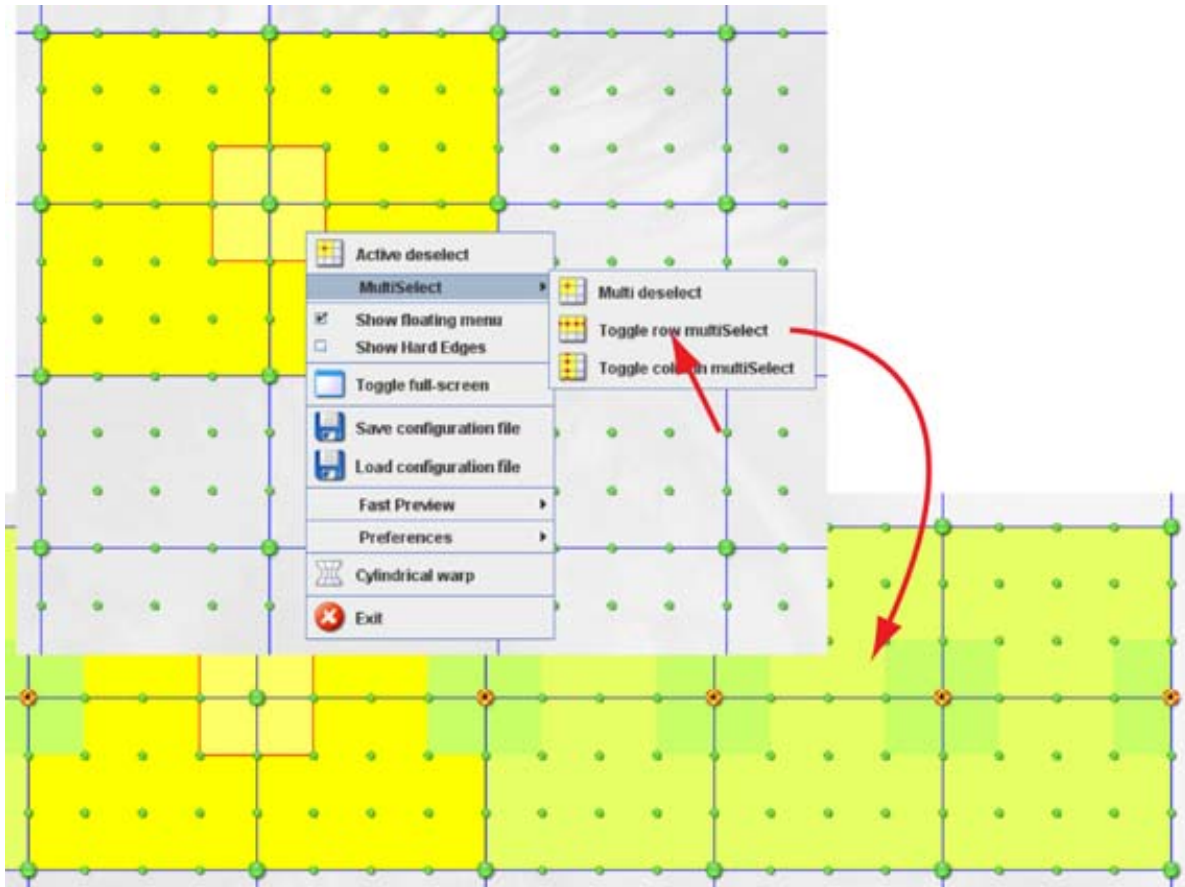 Active deselect
MultiSelect
Show floating menu
Show Hard Edges
Toggle full-screen
Save configuration file
Load configuration file
Fast Preview
Preferences
Cylindrical warp
Exit
Multi deselect
Toggle row multiSelect
Toggle column multiSelect